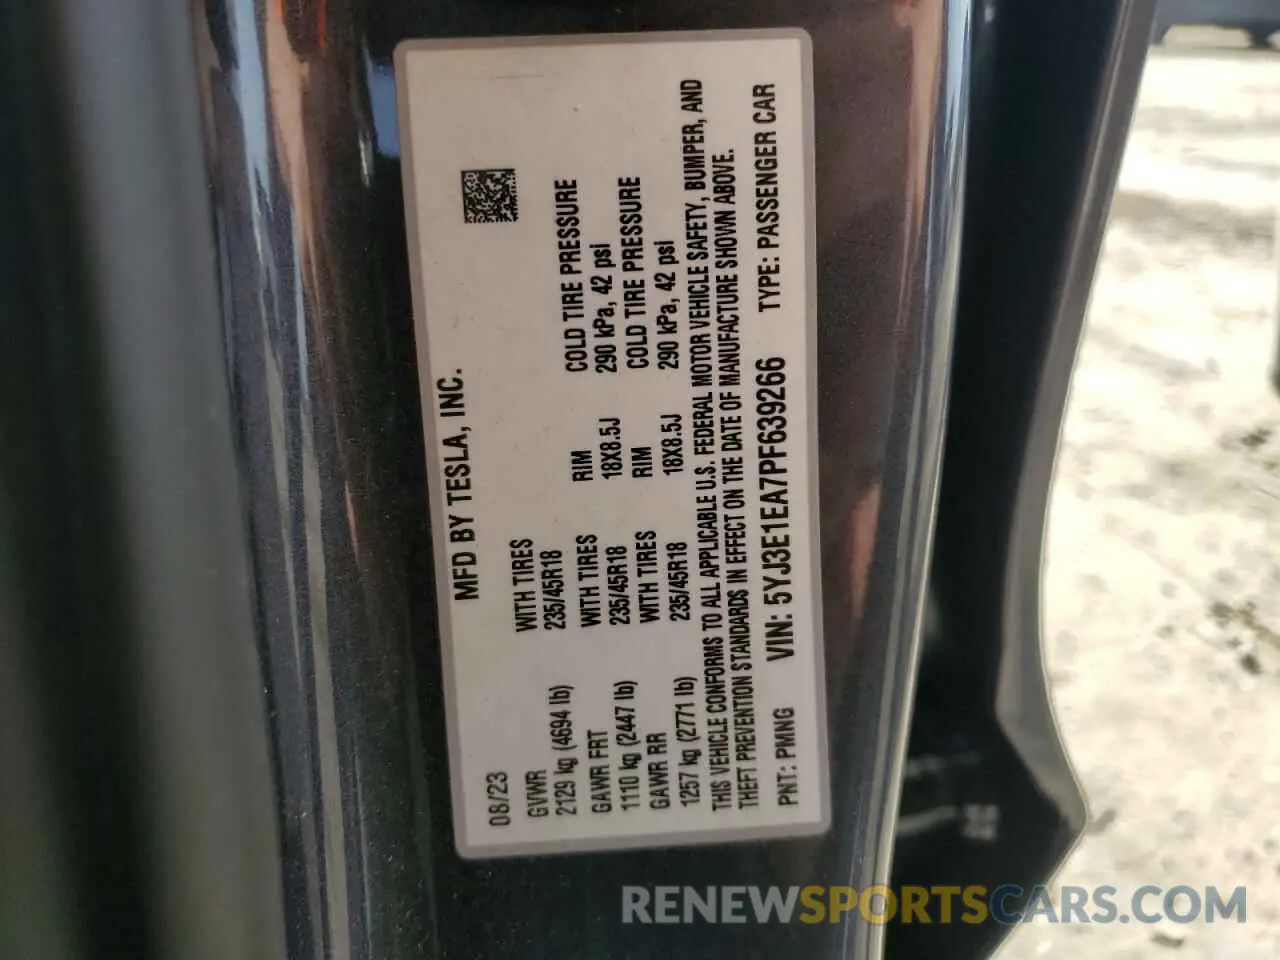 MFD BY TESLA, INC.
08/23
GVWR WITH TIRES RIM COLD TIRE PRESSURE
2129 kg (4694 lb) 235/45R18 18X8.5J 290 kPa, 42 psi
GAWR FRT WITH TIRES RIM COLD TIRE PRESSURE
1110 kg (2447 lb) 235/45R18 18X8.5J 290 kPa, 42 psi
GAWR RR WITH TIRES
1257 kg (2771 lb) 235/45R18
THIS VEHICLE CONFORMS TO ALL APPLICABLE U.S. FEDERAL MOTOR VEHICLE SAFETY, BUMPER, AND
THEFT PREVENTION STANDARDS IN EFFECT ON THE DATE OF MANUFACTURE SHOWN ABOVE.
PNT: PMNG VIN: 5YJ3E1EA7PF639266 TYPE: PASSENGER CAR
RENEWSPORTSCARS.COM